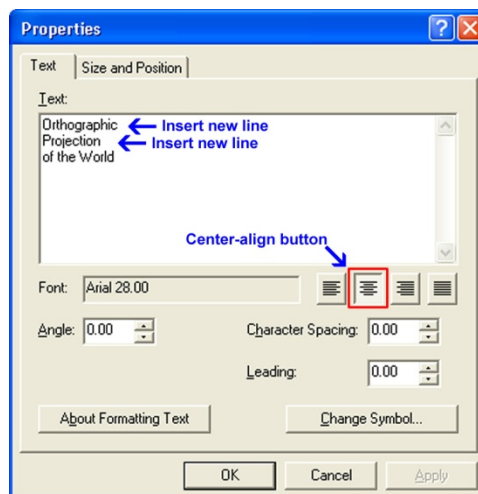 Properties
Text Size and Position
Text:
Orthographic Insert new line
Projection Insert new line
of the World
Center-align button
Font: Arial 28.00
Angle: 0.00 Character Spacing: 0.00
Leading: 0.00
About Formatting Text Change Symbol...
OK Cancel Apply